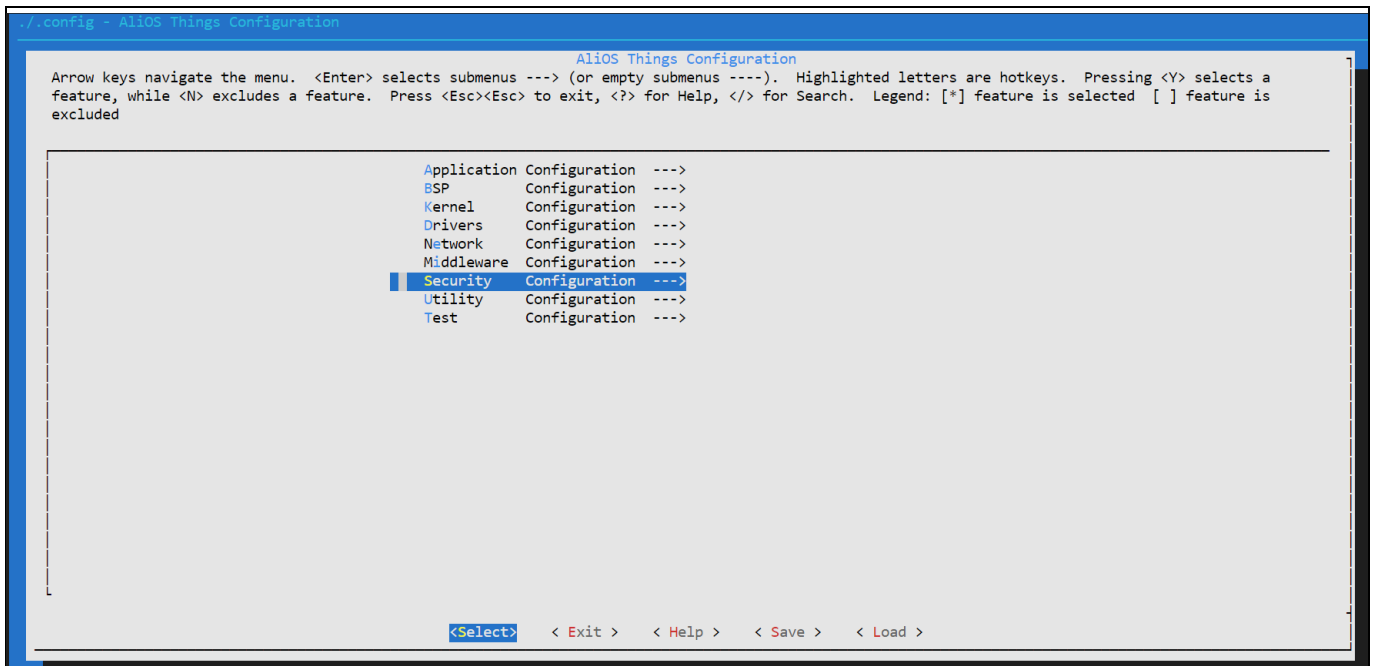 ./.config - AliOS Things Configuration
AliOS Things Configuration
Arrow keys navigate the menu.  <Enter> selects submenus ---> (or empty submenus ----).  Highlighted letters are hotkeys.  Pressing <Y> selects a
feature, while <N> excludes a feature.  Press <Esc><Esc> to exit, <?> for Help, </> for Search.  Legend: [*] feature is selected  [ ] feature is
excluded
Application Configuration  --->
BSP         Configuration  --->
Kernel      Configuration  --->
Drivers     Configuration  --->
Network     Configuration  --->
Middleware  Configuration  --->
Security    Configuration  --->
Utility     Configuration  --->
Test        Configuration  --->
<Select>    < Exit >    < Help >    < Save >    < Load >